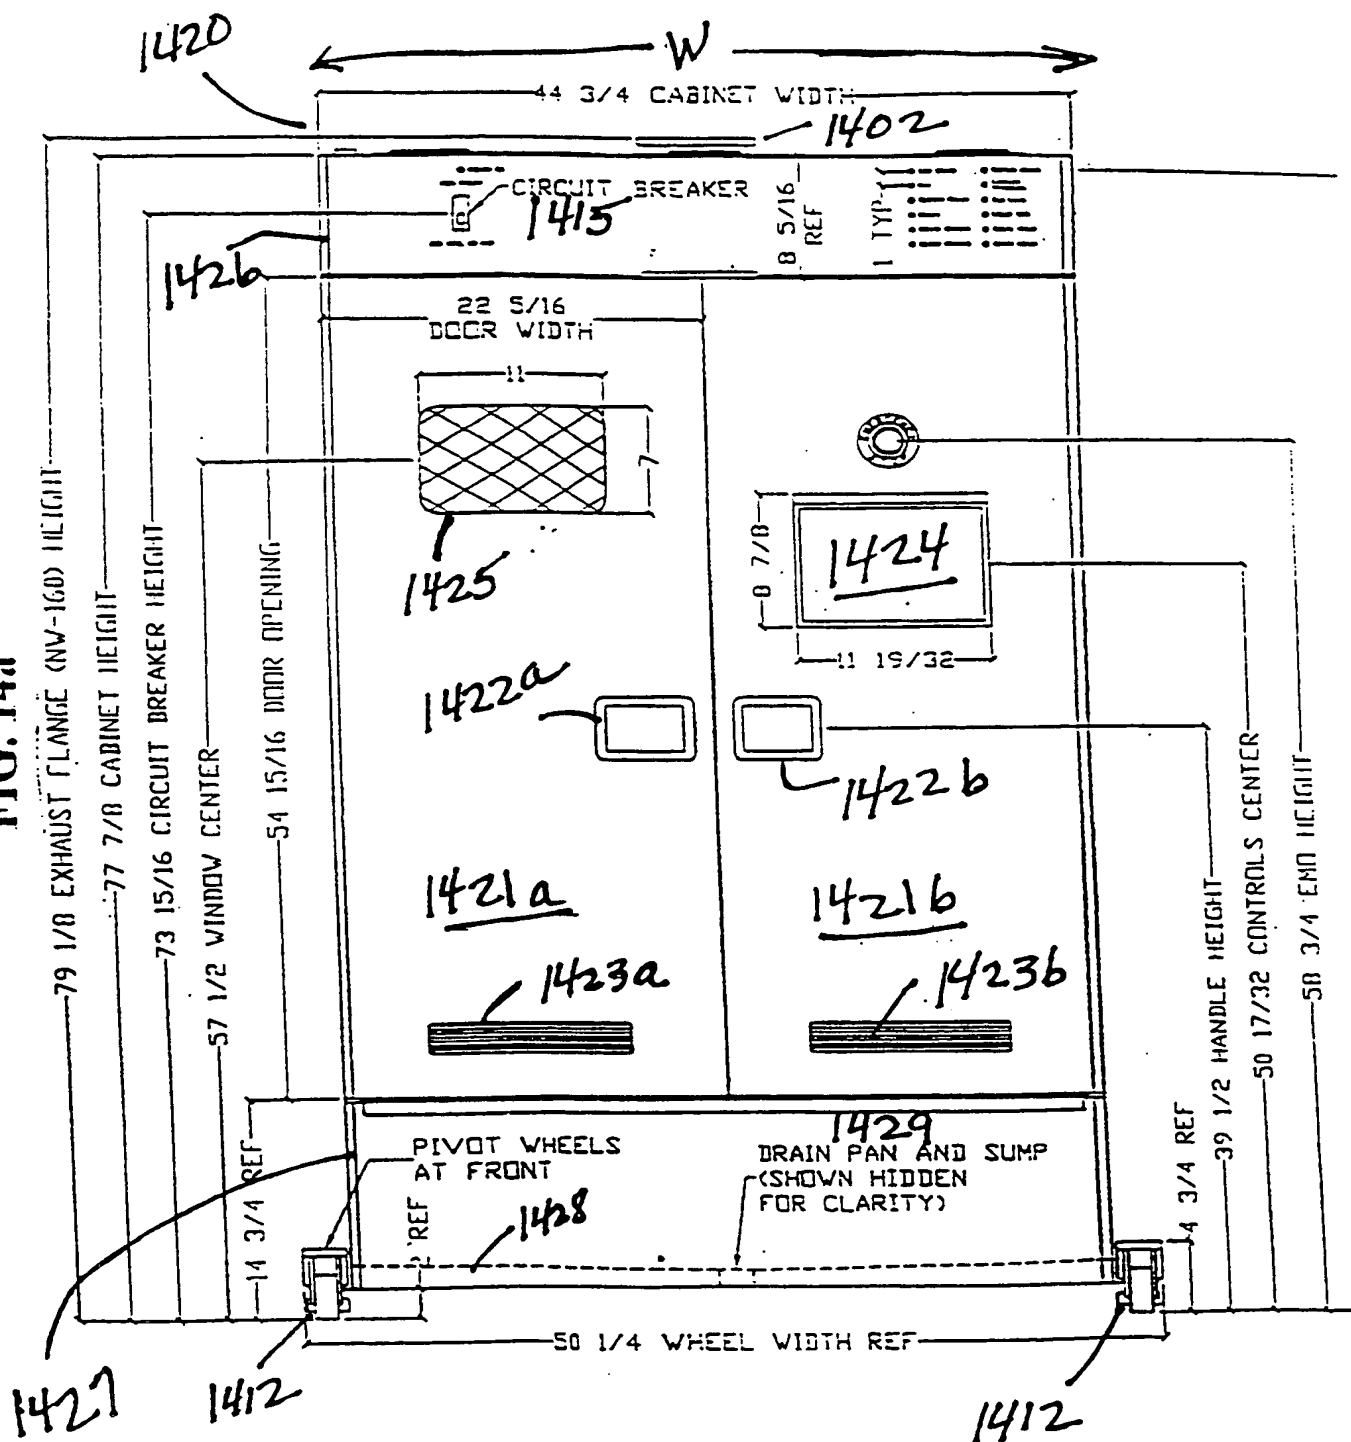 1420
W
44 3/4 CABINET WIDTH
1402
CIRCUIT BREAKER
1415
8 5/16
REF
1 TYP
1426
22 5/16
DOOR WIDTH
11
7
1425
8 7/8
1424
11 19/32
1422a
1422b
1421a
1421b
1423a
1423b
FIG. 14a
79 1/8 EXHAUST FLANGE (NW-160) HEIGHT
77 7/8 CABINET HEIGHT
73 15/16 CIRCUIT BREAKER HEIGHT
57 1/2 WINDOW CENTER
54 15/16 DOOR OPENING
14 3/4 REF
REF
39 1/2 HANDLE HEIGHT
50 17/32 CONTROLS CENTER
58 3/4 EMO HEIGHT
4 3/4 REF
1429
PIVOT WHEELS
AT FRONT
DRAIN PAN AND SUMP
(SHOWN HIDDEN
FOR CLARITY)
1428
50 1/4 WHEEL WIDTH REF
1427
1412
1412